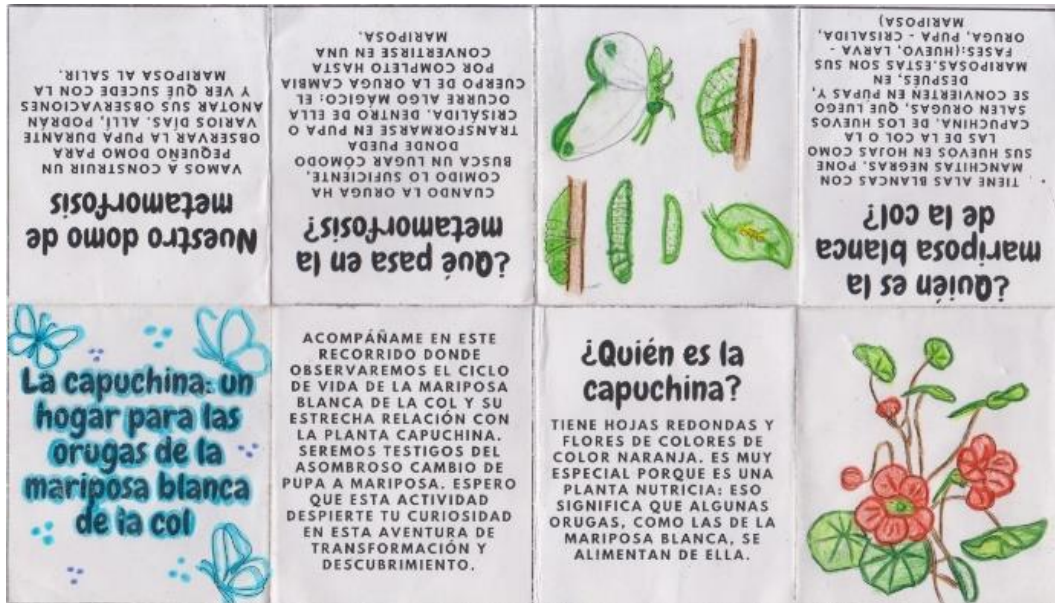 La capuchina: un
hogar para las
orugas de la
mariposa blanca
de la col
ACOMPÁÑAME EN ESTE
RECORRIDO DONDE
OBSERVAREMOS EL CICLO
DE VIDA DE LA MARIPOSA
BLANCA DE LA COL Y SU
ESTRECHA RELACIÓN CON
LA PLANTA CAPUCHINA.
SEREMOS TESTIGOS DEL
ASOMBROSO CAMBIO DE
PUPA A MARIPOSA. ESPERO
QUE ESTA ACTIVIDAD
DESPIERTE TU CURIOSIDAD
EN ESTA AVENTURA DE
TRANSFORMACIÓN Y
DESCUBRIMIENTO.
¿Quién es la
capuchina?
TIENE HOJAS REDONDAS Y
FLORES DE COLORES DE
COLOR NARANJA. ES MUY
ESPECIAL PORQUE ES UNA
PLANTA NUTRICIA: ESO
SIGNIFICA QUE ALGUNAS
ORUGAS, COMO LAS DE LA
MARIPOSA BLANCA, SE
ALIMENTAN DE ELLA.
¿Quién es la
mariposa blanca
de la col?
TIENE ALAS BLANCAS CON
MANCHITAS NEGRAS. PONE
SUS HUEVOS EN HOJAS COMO
LAS DE LA COL O LA
CAPUCHINA. DE LOS HUEVOS
SALEN ORUGAS, QUE LUEGO
SE CONVIERTEN EN PUPAS Y,
DESPUÉS, EN
MARIPOSAS.ESTAS SON SUS
FASES:(HUEVO, LARVA -
ORUGA, PUPA - CRISALIDA,
MARIPOSA)
¿Qué pasa en la
metamorfosis?
CUANDO LA ORUGA HA
COMIDO LO SUFICIENTE,
BUSCA UN LUGAR CÓMODO
DONDE PUEDA
TRANSFORMARSE EN PUPA O
CRISÁLIDA. DENTRO DE ELLA
OCURRE ALGO MÁGICO: EL
CUERPO DE LA ORUGA CAMBIA
POR COMPLETO HASTA
CONVERTIRSE EN UNA
MARIPOSA.
Nuestro domo de
metamorfosis
VAMOS A CONSTRUIR UN
PEQUEÑO DOMO PARA
OBSERVAR LA PUPA DURANTE
VARIOS DÍAS. ALLÍ, PODRÁN
ANOTAR SUS OBSERVACIONES
Y VER QUÉ SUCEDE CON LA
MARIPOSA AL SALIR.